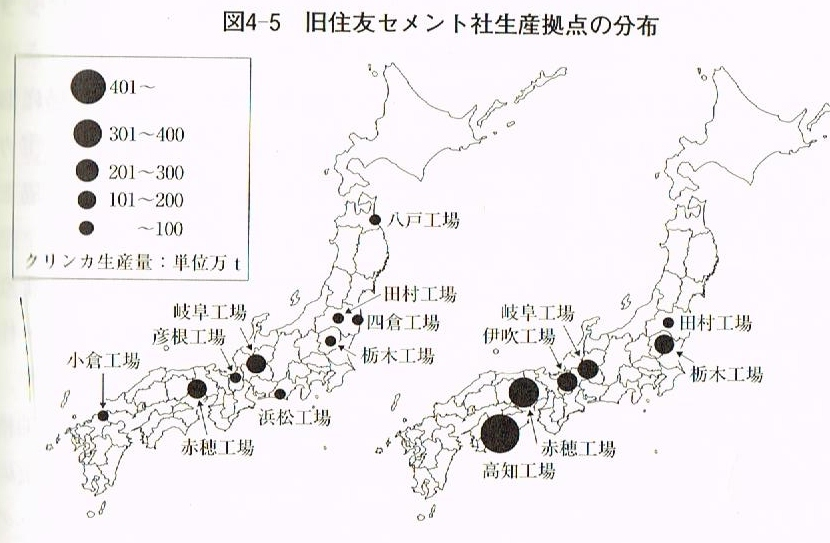 図4-5 旧住友セメント社生産拠点の分布
401〜
301〜400
201〜300
101〜200
〜100
クリンカ生産量：単位万t
八戸工場
田村工場
四倉工場
岐阜工場
彦根工場
栃木工場
小倉工場
浜松工場
赤穂工場
岐阜工場
伊吹工場
田村工場
栃木工場
赤穂工場
高知工場